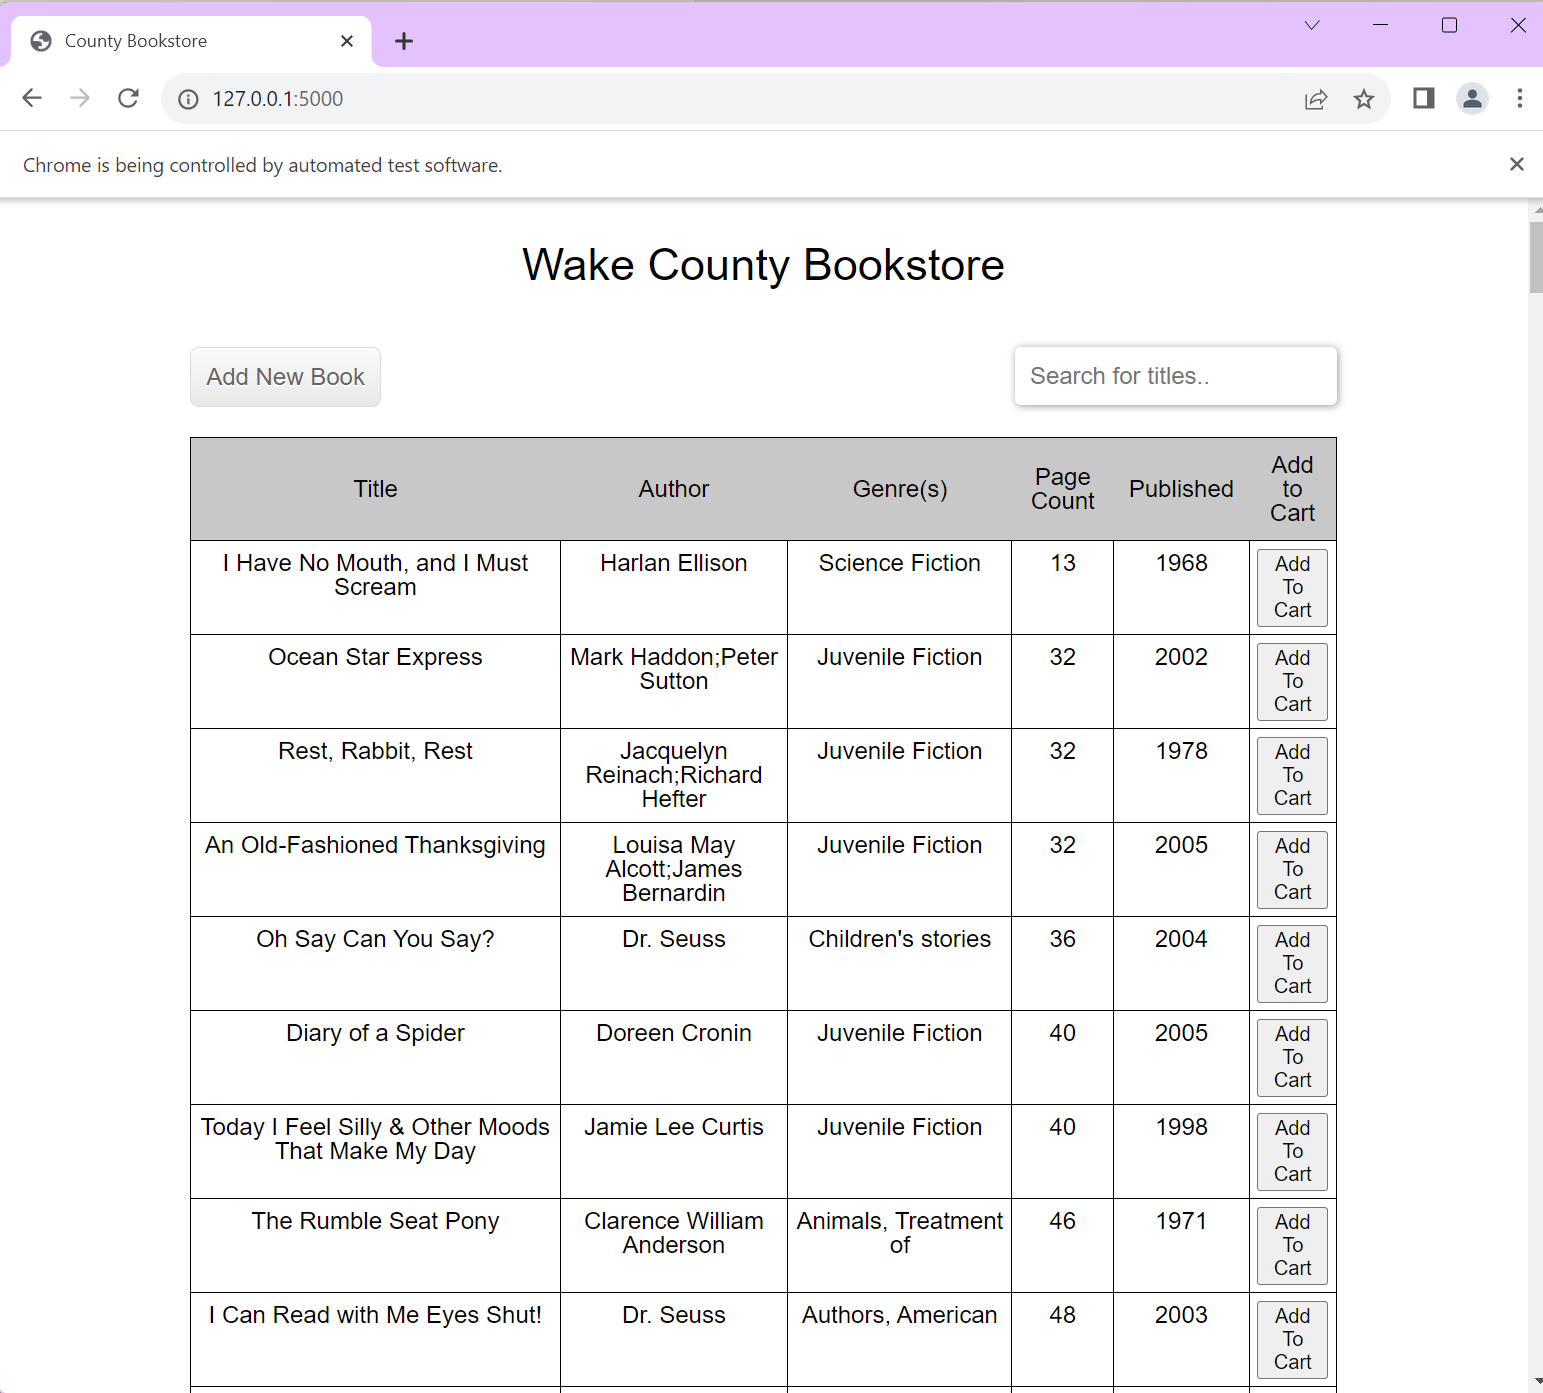 County Bookstore
127.0.0.1:5000
Chrome is being controlled by automated test software.
Wake County Bookstore
Add New Book
Search for titles..
Title Author Genre(s) Page Count Published Add to Cart
I Have No Mouth, and I Must Scream Harlan Ellison Science Fiction 13 1968 Add To Cart
Ocean Star Express Mark Haddon;Peter Sutton Juvenile Fiction 32 2002 Add To Cart
Rest, Rabbit, Rest Jacquelyn Reinach;Richard Hefter Juvenile Fiction 32 1978 Add To Cart
An Old-Fashioned Thanksgiving Louisa May Alcott;James Bernardin Juvenile Fiction 32 2005 Add To Cart
Oh Say Can You Say? Dr. Seuss Children's stories 36 2004 Add To Cart
Diary of a Spider Doreen Cronin Juvenile Fiction 40 2005 Add To Cart
Today I Feel Silly & Other Moods That Make My Day Jamie Lee Curtis Juvenile Fiction 40 1998 Add To Cart
The Rumble Seat Pony Clarence William Anderson Animals, Treatment of 46 1971 Add To Cart
I Can Read with Me Eyes Shut! Dr. Seuss Authors, American 48 2003 Add To Cart